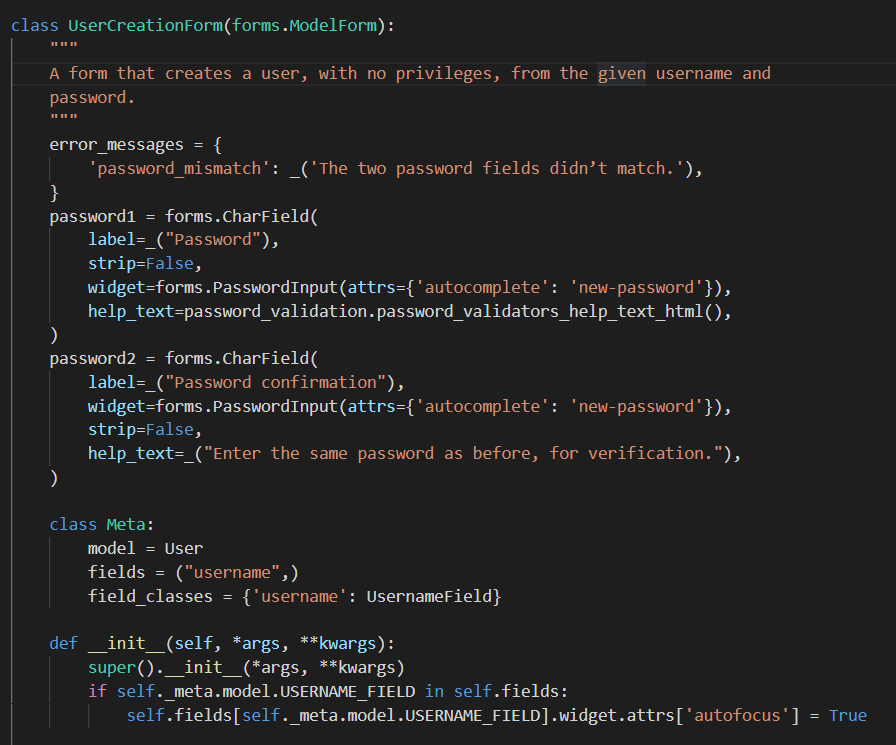 class UserCreationForm(forms.ModelForm):
    """
    A form that creates a user, with no privileges, from the given username and
    password.
    """
    error_messages = {
        'password_mismatch': _('The two password fields didn’t match.'),
    }
    password1 = forms.CharField(
        label=_("Password"),
        strip=False,
        widget=forms.PasswordInput(attrs={'autocomplete': 'new-password'}),
        help_text=password_validation.password_validators_help_text_html(),
    )
    password2 = forms.CharField(
        label=_("Password confirmation"),
        widget=forms.PasswordInput(attrs={'autocomplete': 'new-password'}),
        strip=False,
        help_text=_("Enter the same password as before, for verification."),
    )

    class Meta:
        model = User
        fields = ("username",)
        field_classes = {'username': UsernameField}

    def __init__(self, *args, **kwargs):
        super().__init__(*args, **kwargs)
        if self._meta.model.USERNAME_FIELD in self.fields:
            self.fields[self._meta.model.USERNAME_FIELD].widget.attrs['autofocus'] = True